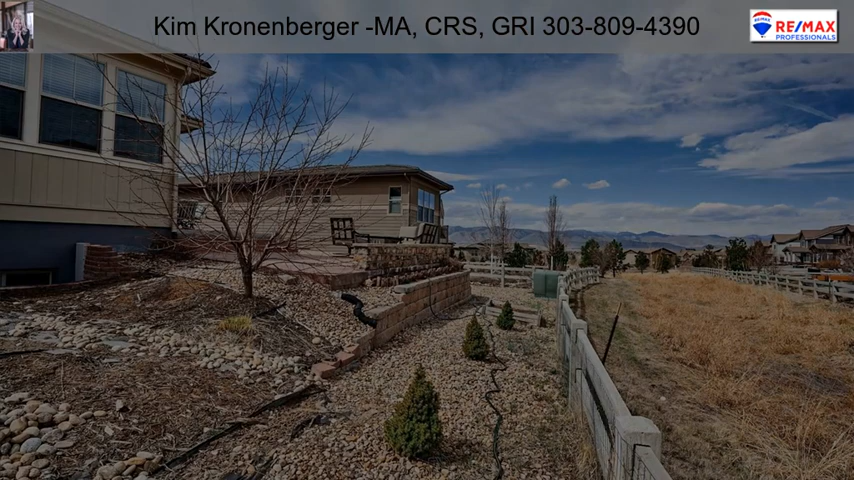 Kim Kronenberger -MA, CRS, GRI 303-809-4390
RE/MAX
PROFESSIONALS